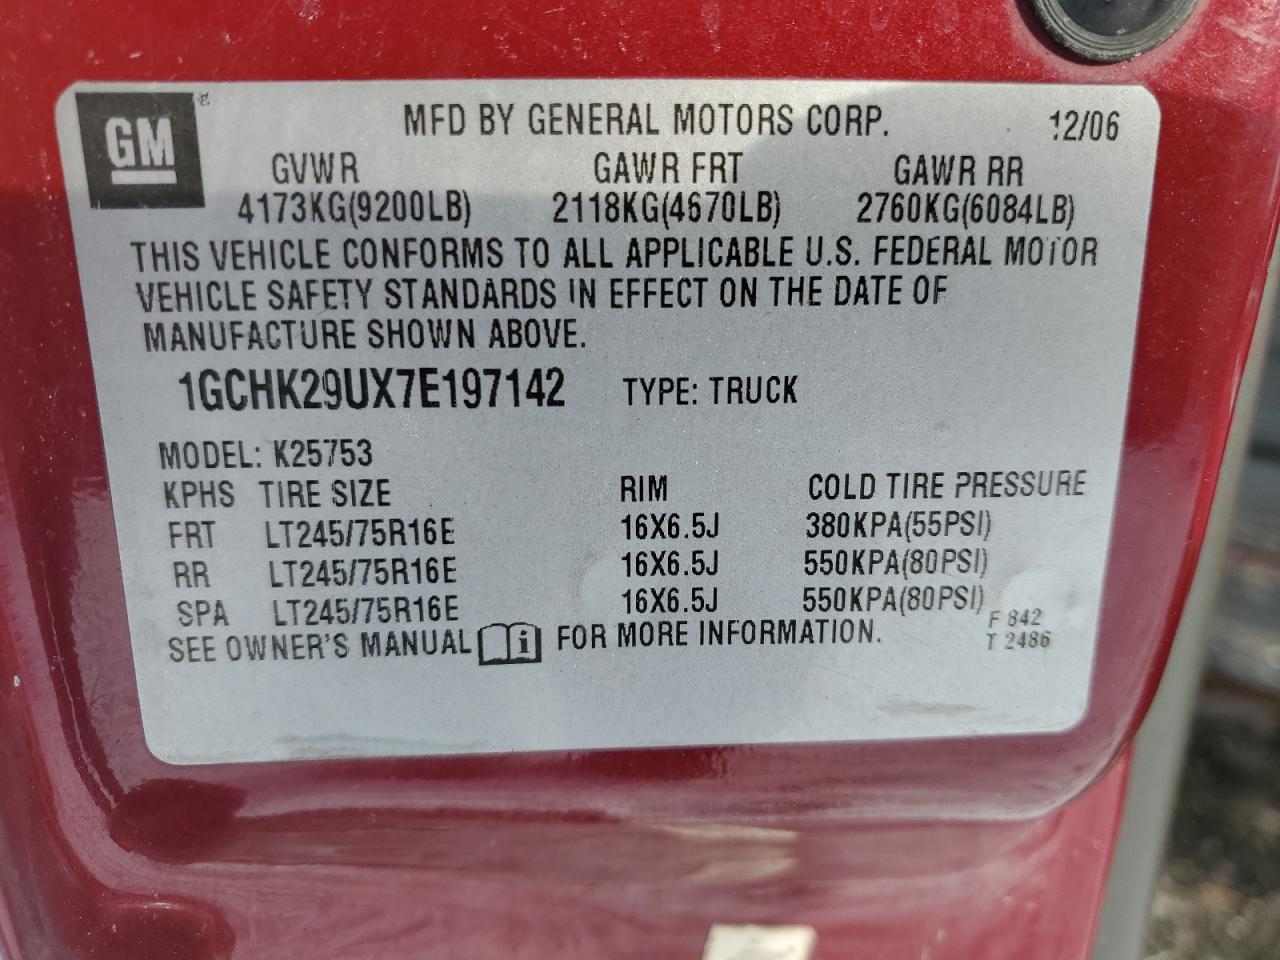 GM
MFD BY GENERAL MOTORS CORP. 12/06
GVWR GAWR FRT GAWR RR
4173KG(9200LB) 2118KG(4670LB) 2760KG(6084LB)
THIS VEHICLE CONFORMS TO ALL APPLICABLE U.S. FEDERAL MOTOR
VEHICLE SAFETY STANDARDS IN EFFECT ON THE DATE OF
MANUFACTURE SHOWN ABOVE.
1GCHK29UX7E197142 TYPE: TRUCK
MODEL: K25753
KPHS TIRE SIZE RIM COLD TIRE PRESSURE
FRT LT245/75R16E 16X6.5J 380KPA(55PSI)
RR LT245/75R16E 16X6.5J 550KPA(80PSI)
SPA LT245/75R16E 16X6.5J 550KPA(80PSI)
SEE OWNER'S MANUAL i FOR MORE INFORMATION.
F 842
T 2486